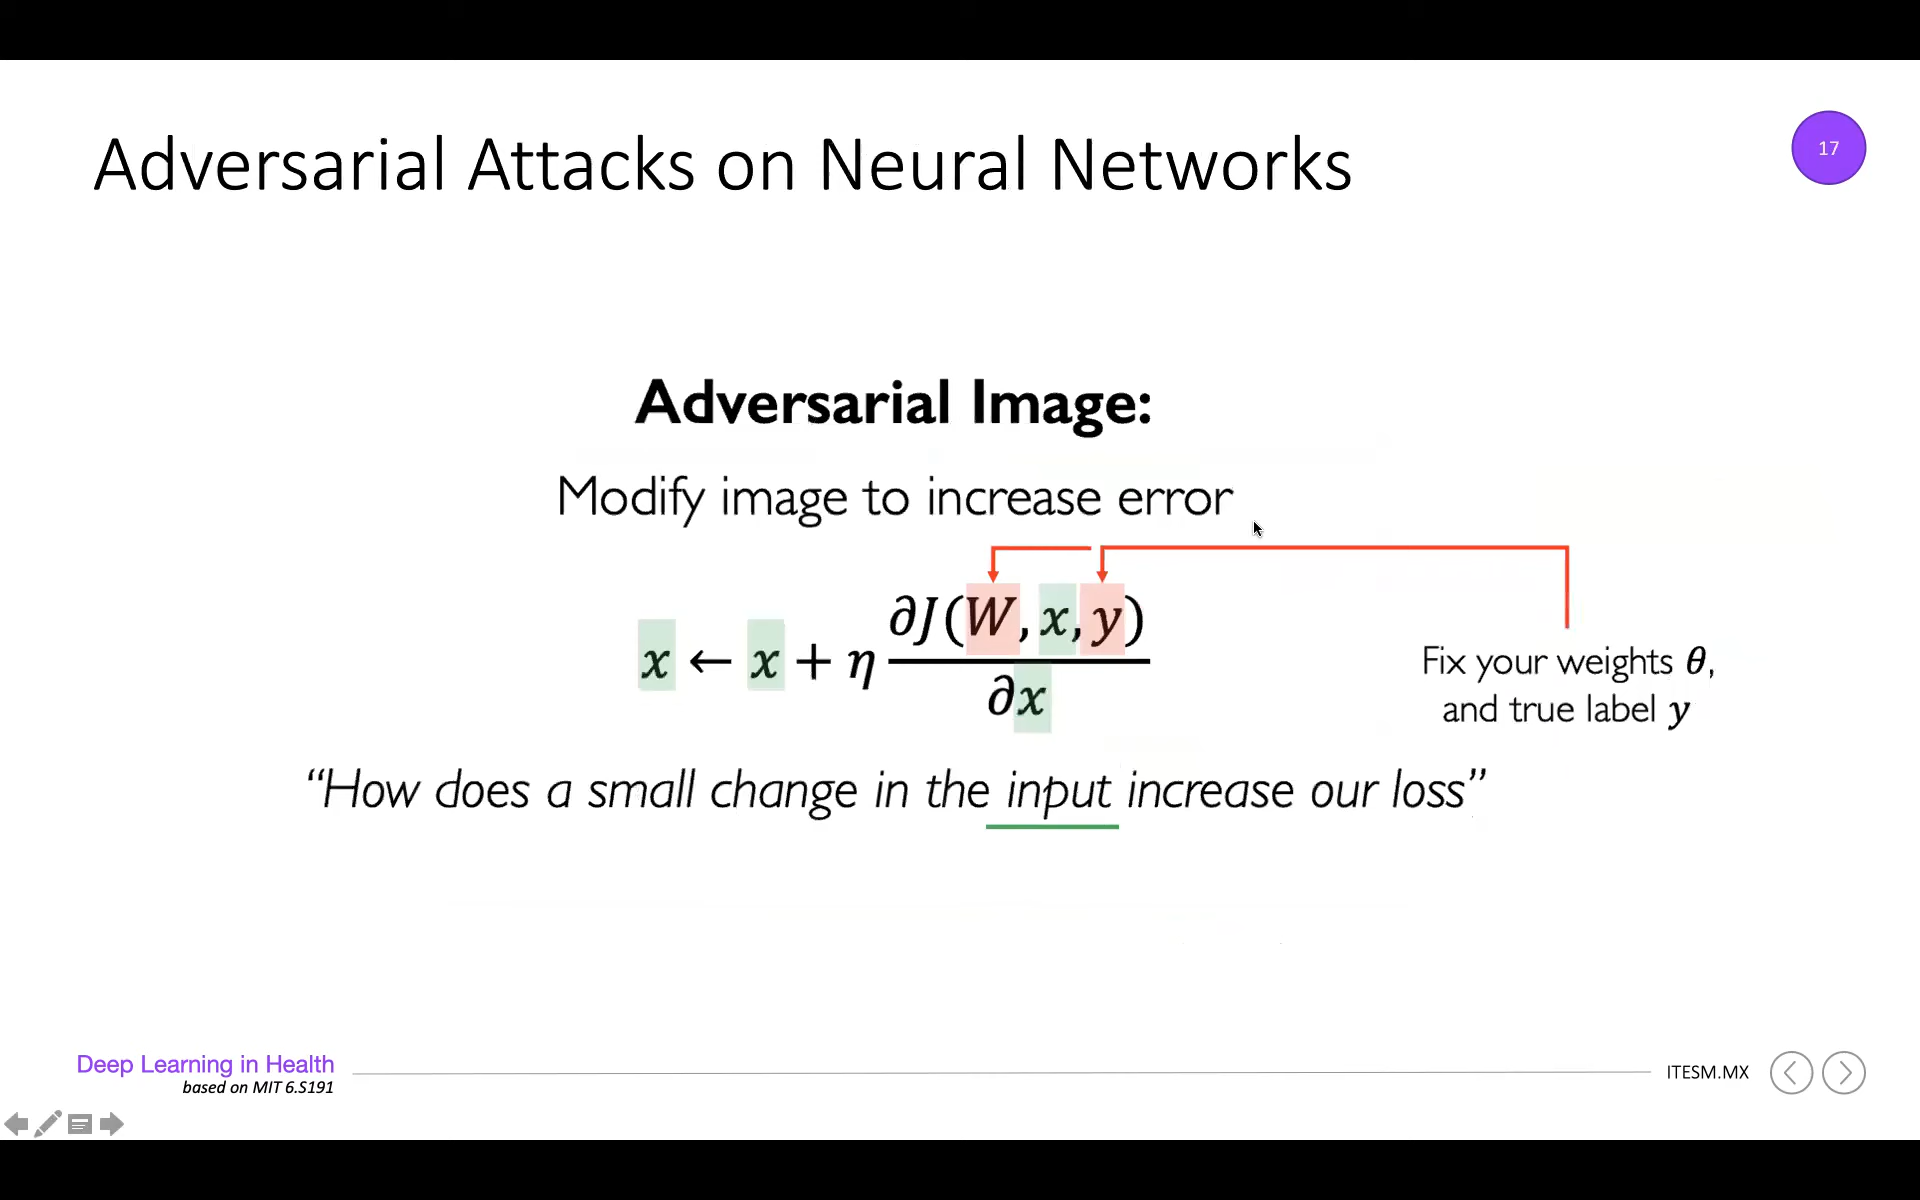 Adversarial Attacks on Neural Networks
17
Adversarial Image:
Modify image to increase error
x ← x + η ∂J(W, x, y) / ∂x
Fix your weights θ,
and true label y
“How does a small change in the input increase our loss”
Deep Learning in Health
based on MIT 6.S191
ITESM.MX